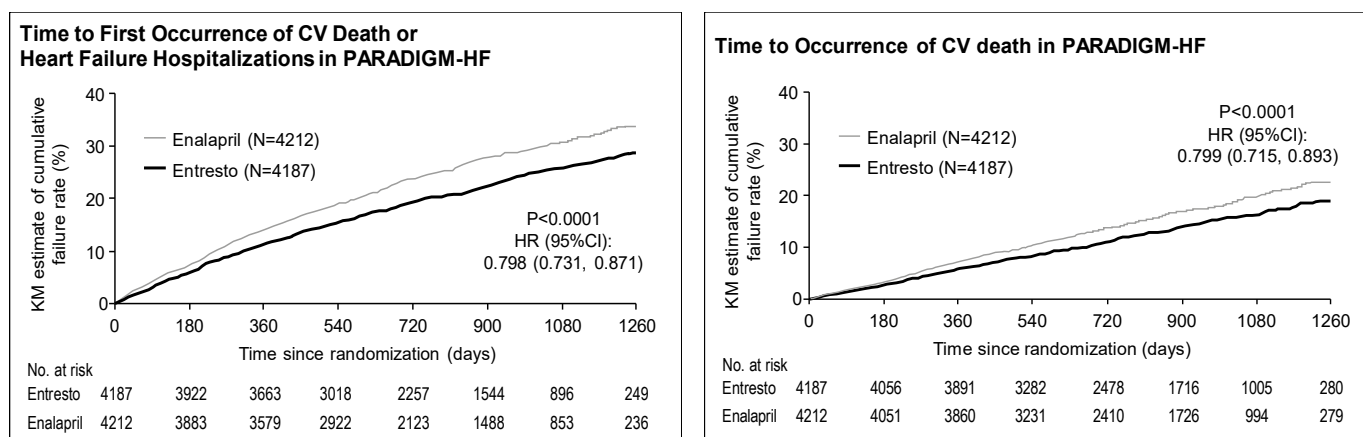 Time to First Occurrence of CV Death or
Heart Failure Hospitalizations in PARADIGM-HF
KM estimate of cumulative
failure rate (%)
40
30
20
10
0
Enalapril (N=4212)
Entresto (N=4187)
P<0.0001
HR (95%CI):
0.798 (0.731, 0.871)
0 180 360 540 720 900 1080 1260
Time since randomization (days)
No. at risk
Entresto 4187 3922 3663 3018 2257 1544 896 249
Enalapril 4212 3883 3579 2922 2123 1488 853 236
Time to Occurrence of CV death in PARADIGM-HF
KM estimate of cumulative
failure rate (%)
40
30
20
10
0
Enalapril (N=4212)
Entresto (N=4187)
P<0.0001
HR (95%CI):
0.799 (0.715, 0.893)
0 180 360 540 720 900 1080 1260
Time since randomization (days)
No. at risk
Entresto 4187 4056 3891 3282 2478 1716 1005 280
Enalapril 4212 4051 3860 3231 2410 1726 994 279